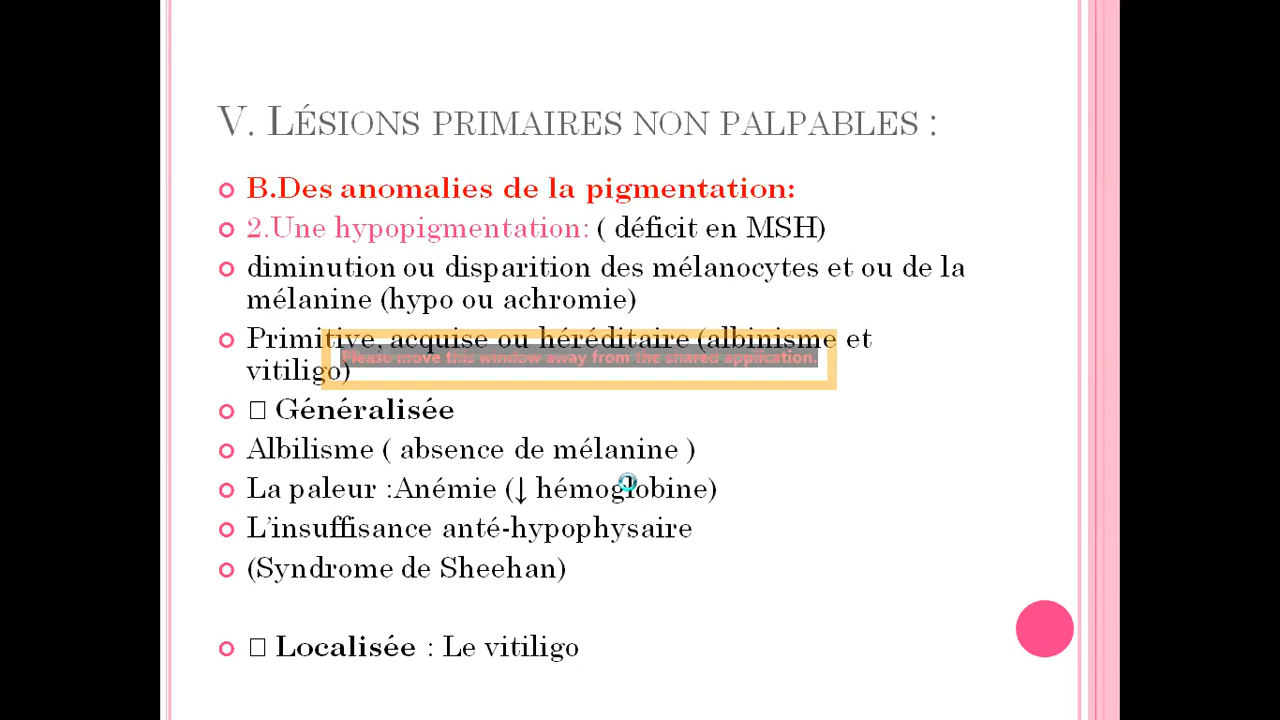 V. LÉSIONS PRIMAIRES NON PALPABLES :
B.Des anomalies de la pigmentation:
2.Une hypopigmentation: ( déficit en MSH)
diminution ou disparition des mélanocytes et ou de la
mélanine (hypo ou achromie)
Primitive, acquise ou héréditaire (albinisme et
Please move this window away from the shared application.
vitiligo)
□ Généralisée
Albilisme ( absence de mélanine )
La paleur :Anémie (↓ hémoglobine)
L'insuffisance anté-hypophysaire
(Syndrome de Sheehan)
□ Localisée : Le vitiligo